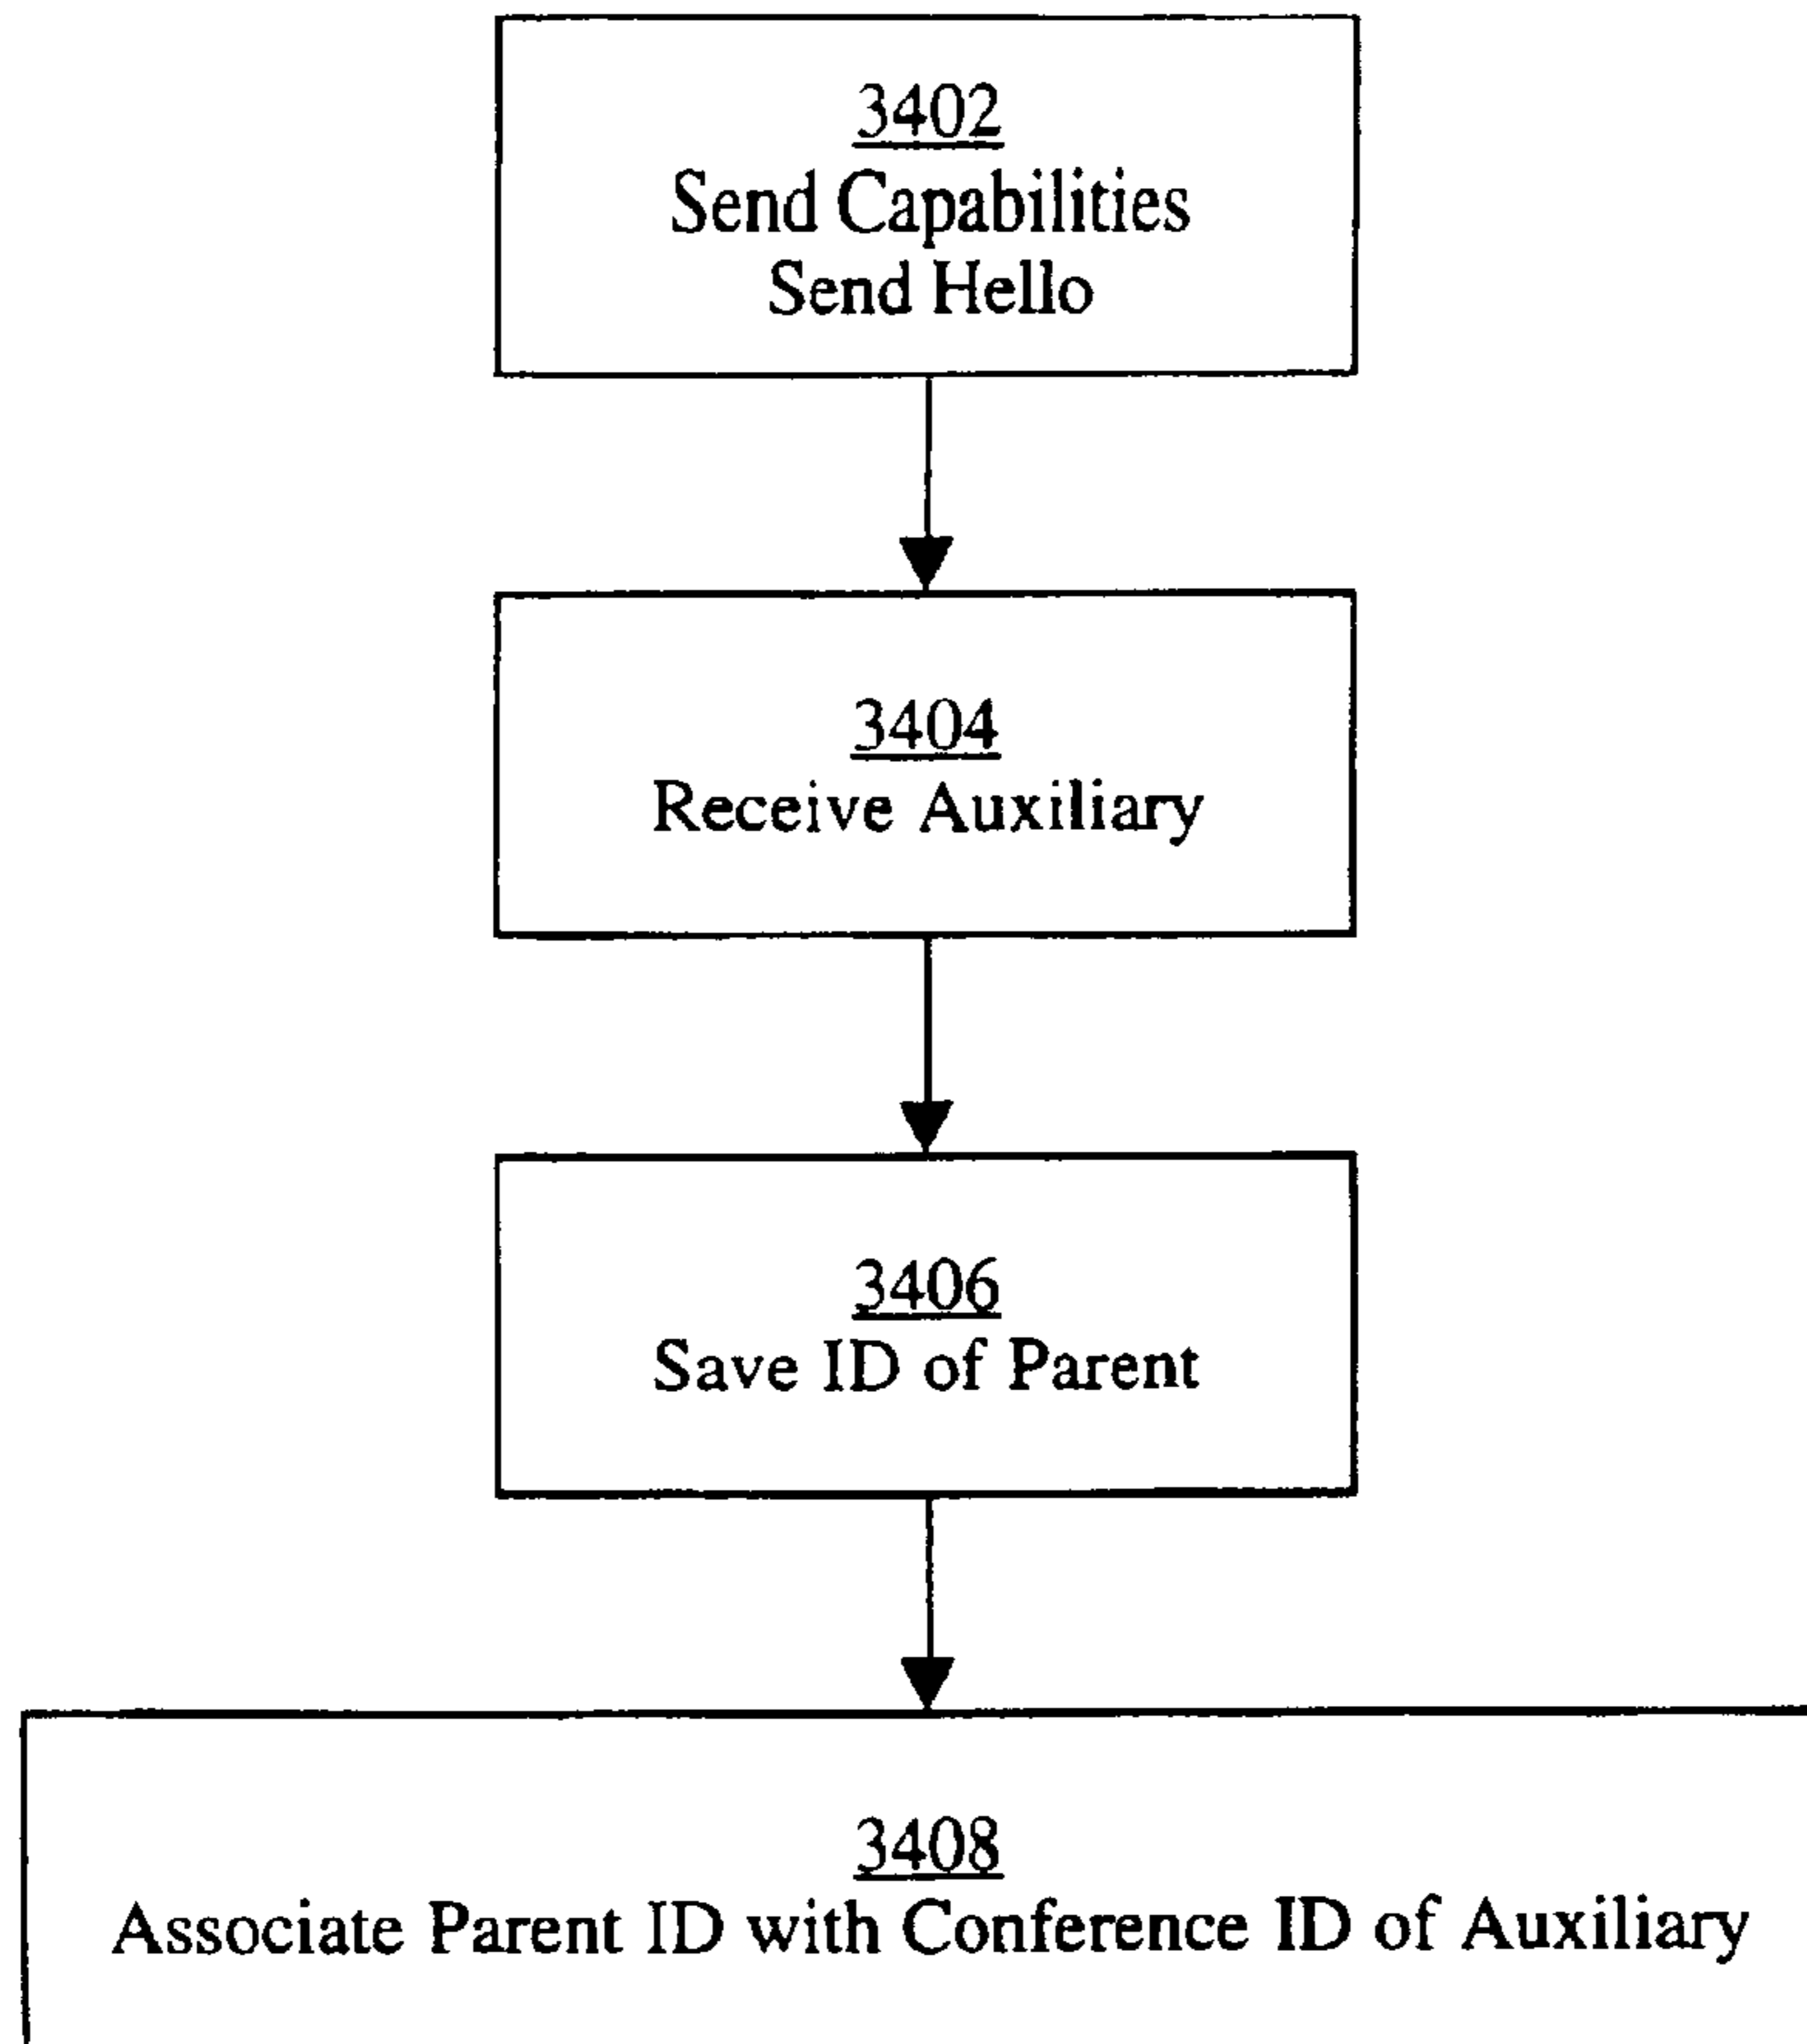 3402
Send Capabilities
Send Hello
3404
Receive Auxiliary
3406
Save ID of Parent
3408
Associate Parent ID with Conference ID of Auxiliary